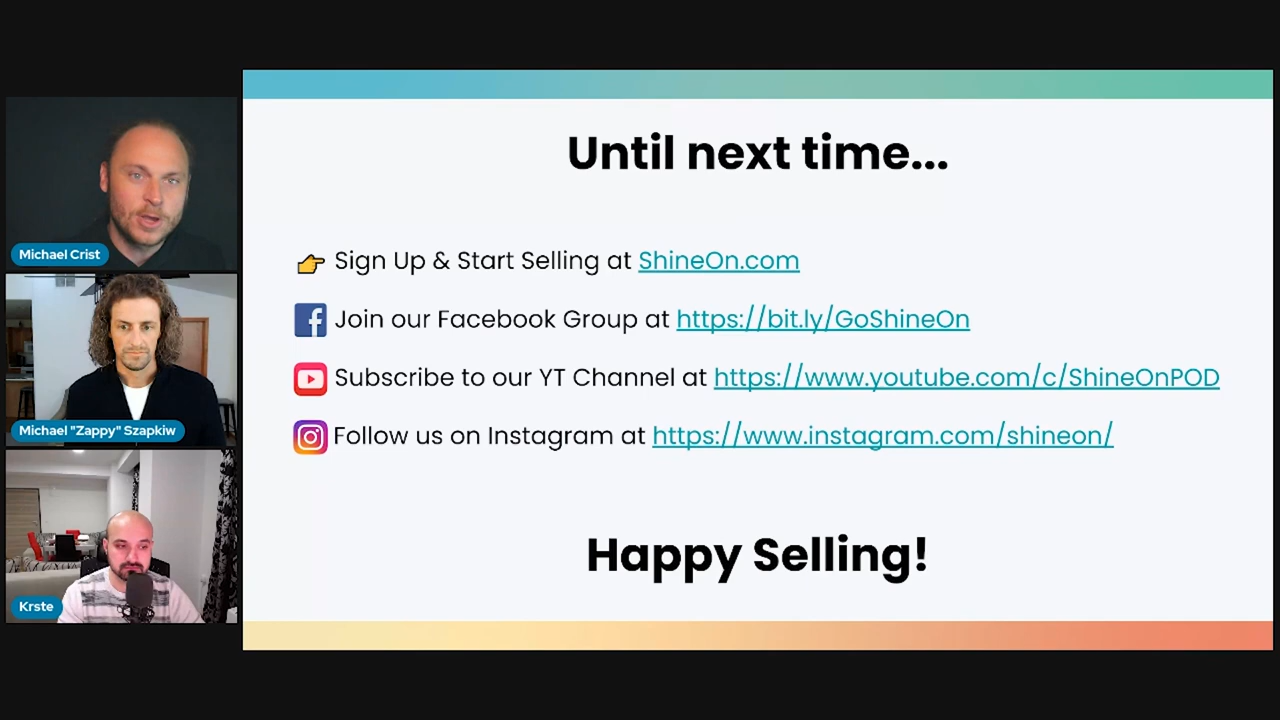 Until next time...
Sign Up & Start Selling at ShineOn.com
Join our Facebook Group at https://bit.ly/GoShineOn
Subscribe to our YT Channel at https://www.youtube.com/c/ShineOnPOD
Follow us on Instagram at https://www.instagram.com/shineon/
Happy Selling!
Michael Crist
Michael "Zappy" Szapkiw
Krste